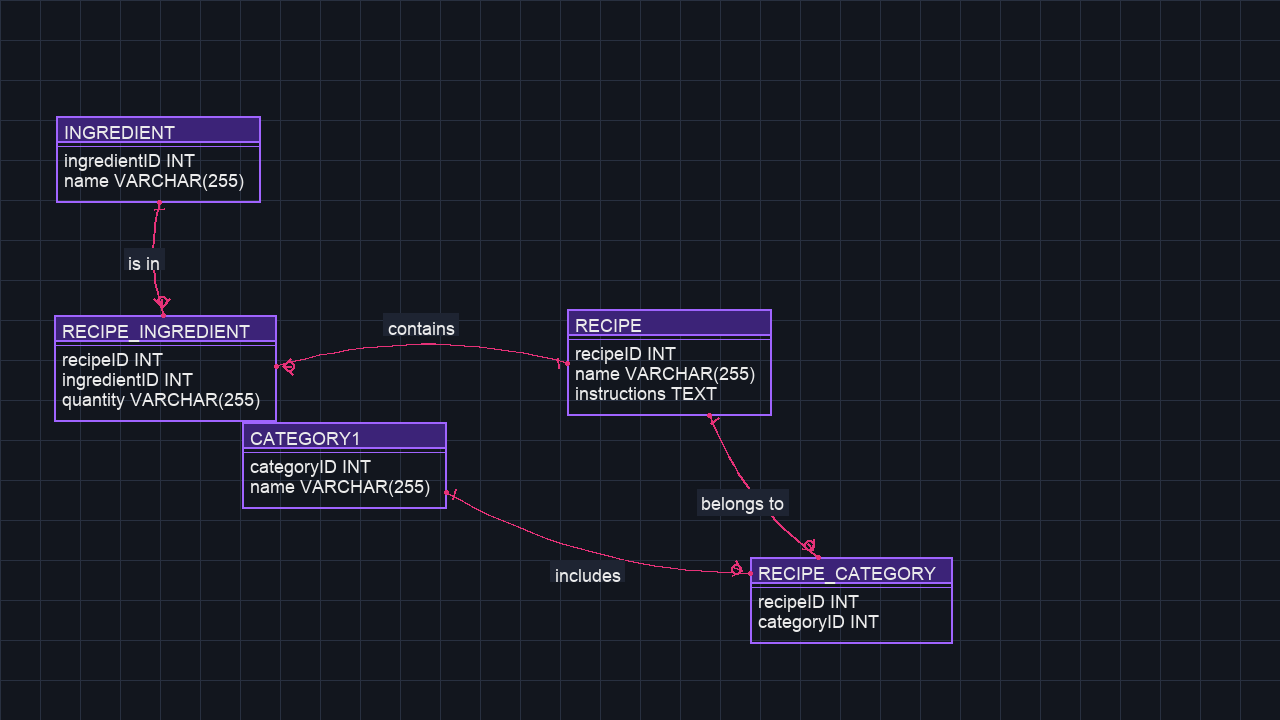 INGREDIENT
ingredientID INT
name VARCHAR(255)
is in
RECIPE_INGREDIENT
recipeID INT
ingredientID INT
quantity VARCHAR(255)
contains
RECIPE
recipeID INT
name VARCHAR(255)
instructions TEXT
CATEGORY1
categoryID INT
name VARCHAR(255)
belongs to
includes
RECIPE_CATEGORY
recipeID INT
categoryID INT